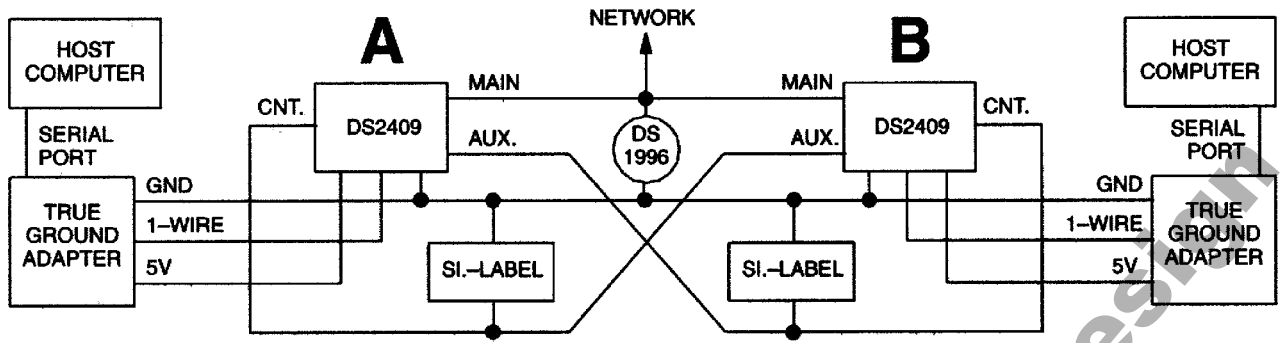 NETWORK
A
B
HOST
COMPUTER
HOST
COMPUTER
CNT.
DS2409
MAIN
AUX.
DS
1996
MAIN
AUX.
DS2409
CNT.
SERIAL
PORT
SERIAL
PORT
TRUE
GROUND
ADAPTER
GND
1–WIRE
5V
SI.–LABEL
SI.–LABEL
GND
1–WIRE
5V
TRUE
GROUND
ADAPTER
esign